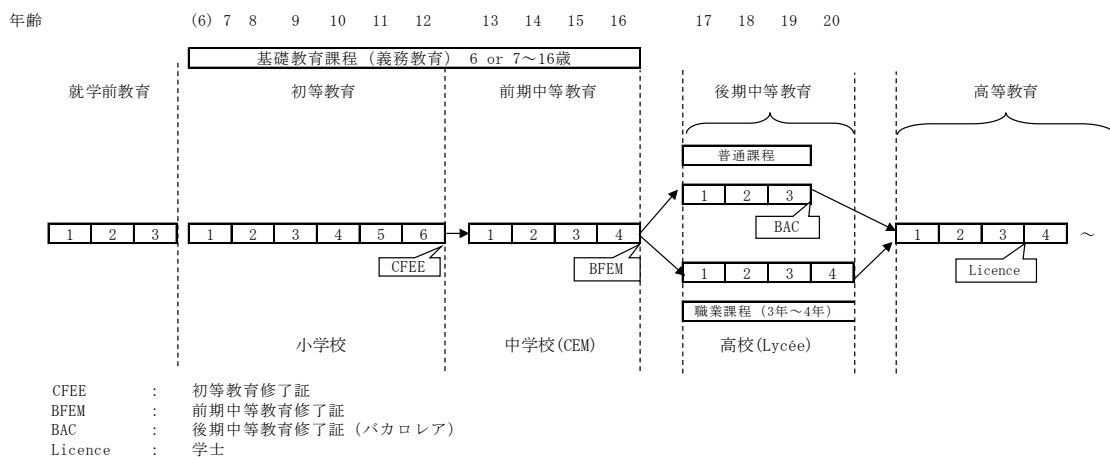 年齢 (6) 7 8 9 10 11 12 13 14 15 16 17 18 19 20
基礎教育課程 (義務教育) 6 or 7～16歳
就学前教育 初等教育 前期中等教育 後期中等教育 高等教育
普通課程
1 2 3
BAC
1 2 3 1 2 3 4 5 6 1 2 3 4 1 2 3 4 ～
CFEE BFEM Licence
1 2 3 4
職業課程 (3年～4年)
小学校 中学校(CEM) 高校(Lycée)
CFEE : 初等教育修了証
BFEM : 前期中等教育修了証
BAC : 後期中等教育修了証 (バカロレア)
Licence : 学士